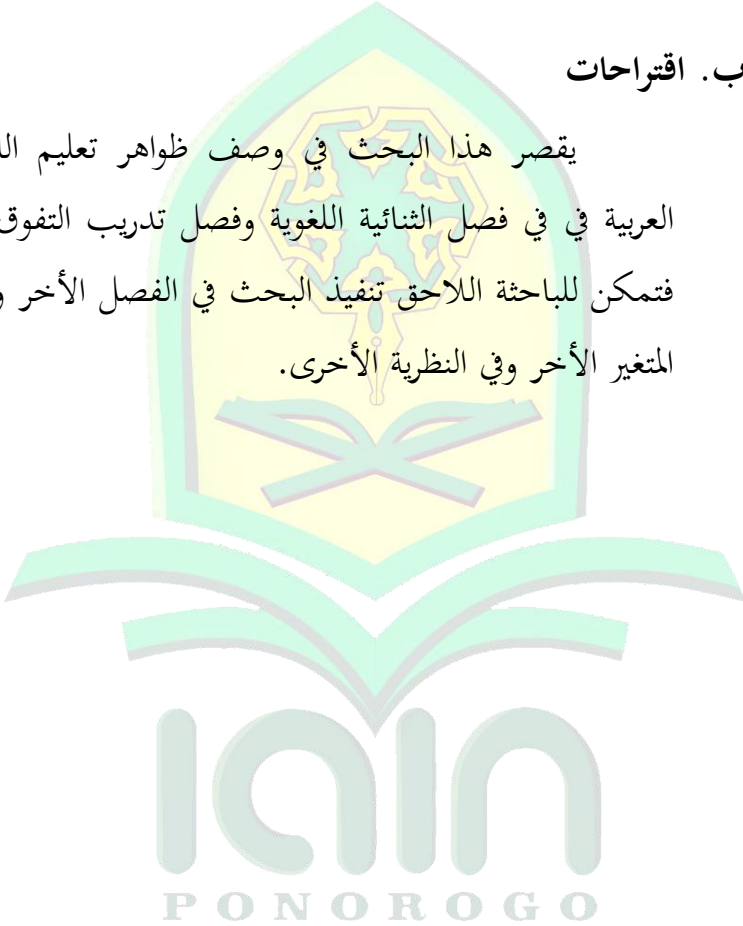 ب. اقتراحات
يقصر هذا البحث في وصف ظواهر تعليم
العربية في في فصل الثنائية اللغوية وفصل تدريب التفوق
فتمكن للباحثة اللاحق تنفيذ البحث في الفصل الأخر و
المتغير الأخر وفي النظرية الأخرى.
IAIN
PONOROGO